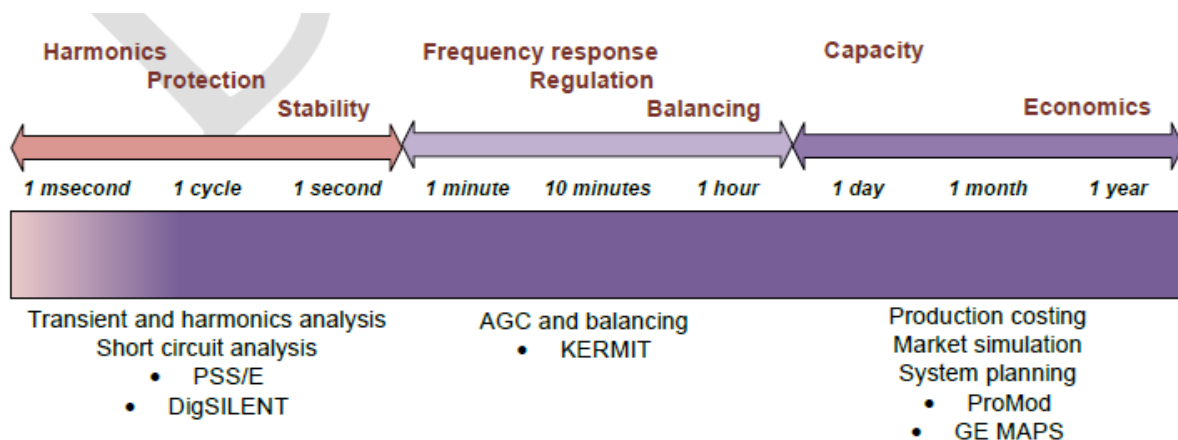 Harmonics
Protection
Stability
Frequency response
Regulation
Balancing
Capacity
Economics
1 msecond 1 cycle 1 second 1 minute 10 minutes 1 hour 1 day 1 month 1 year
Transient and harmonics analysis
Short circuit analysis
• PSS/E
• DigSILENT
AGC and balancing
• KERMIT
Production costing
Market simulation
System planning
• ProMod
• GE MAPS